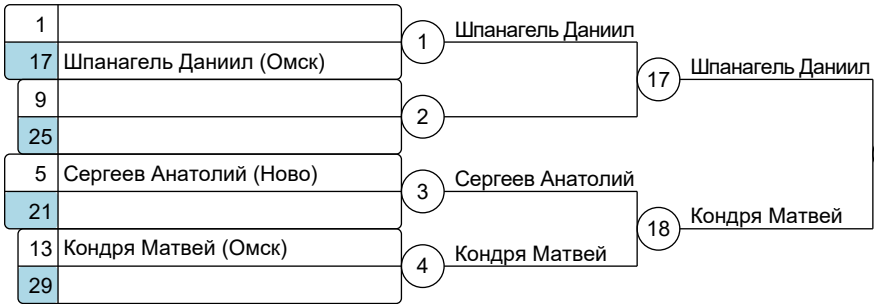 1
17 Шпанагель Даниил (Омск)
9
25
5 Сергеев Анатолий (Ново)
21
13 Кондря Матвей (Омск)
29
1 Шпанагель Даниил
2
3 Сергеев Анатолий
4 Кондря Матвей
17 Шпанагель Даниил
18 Кондря Матвей